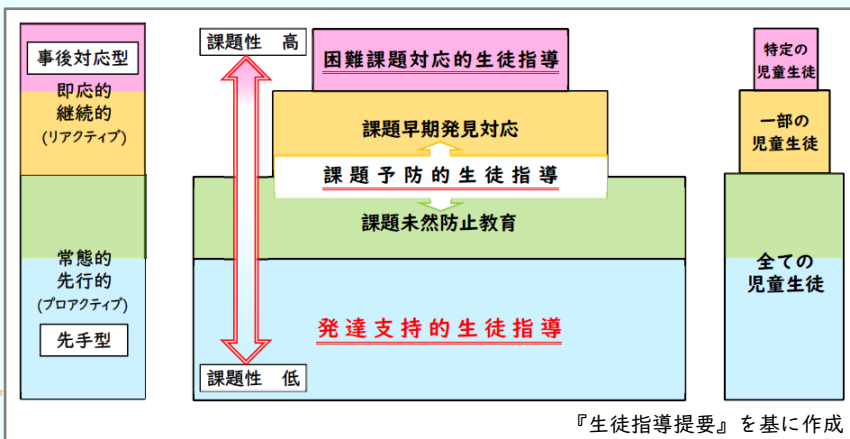 事後対応型
即応的
継続的
(リアクティブ)
常態的
先行的
(プロアクティブ)
先手型
課題性 高
課題性 低
困難課題対応的生徒指導
課題早期発見対応
課題予防的生徒指導
課題未然防止教育
発達支持的生徒指導
特定の
児童生徒
一部の
児童生徒
全ての
児童生徒
『生徒指導提要』を基に作成